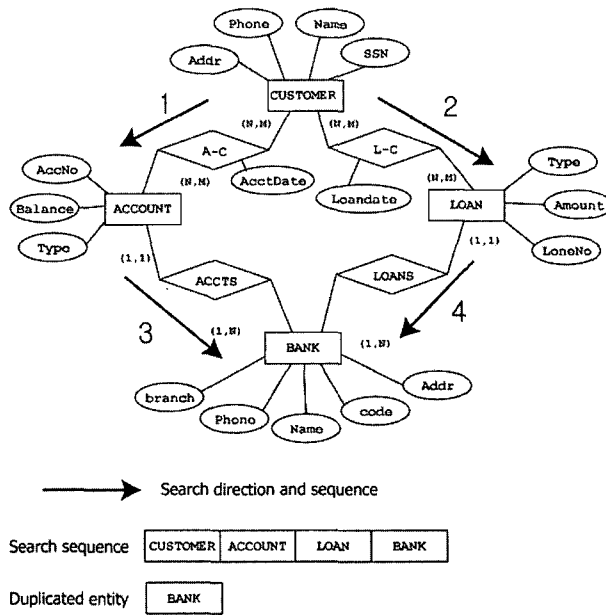 Phone
Name
Addr
SSN
CUSTOMER
1
2
(N,M)
(N,M)
A-C
L-C
AccNo
Type
(N,M)
AcctDate
(N,M)
Balance
ACCOUNT
Loandate
LOAN
Amount
Typo
(1,1)
(1,1)
LoneNo
ACCTS
LOANS
3
4
(1,N)
(1,N)
BANK
branch
Addr
Phono
Name
code
Search direction and sequence
Search sequence CUSTOMER ACCOUNT LOAN BANK
Duplicated entity BANK